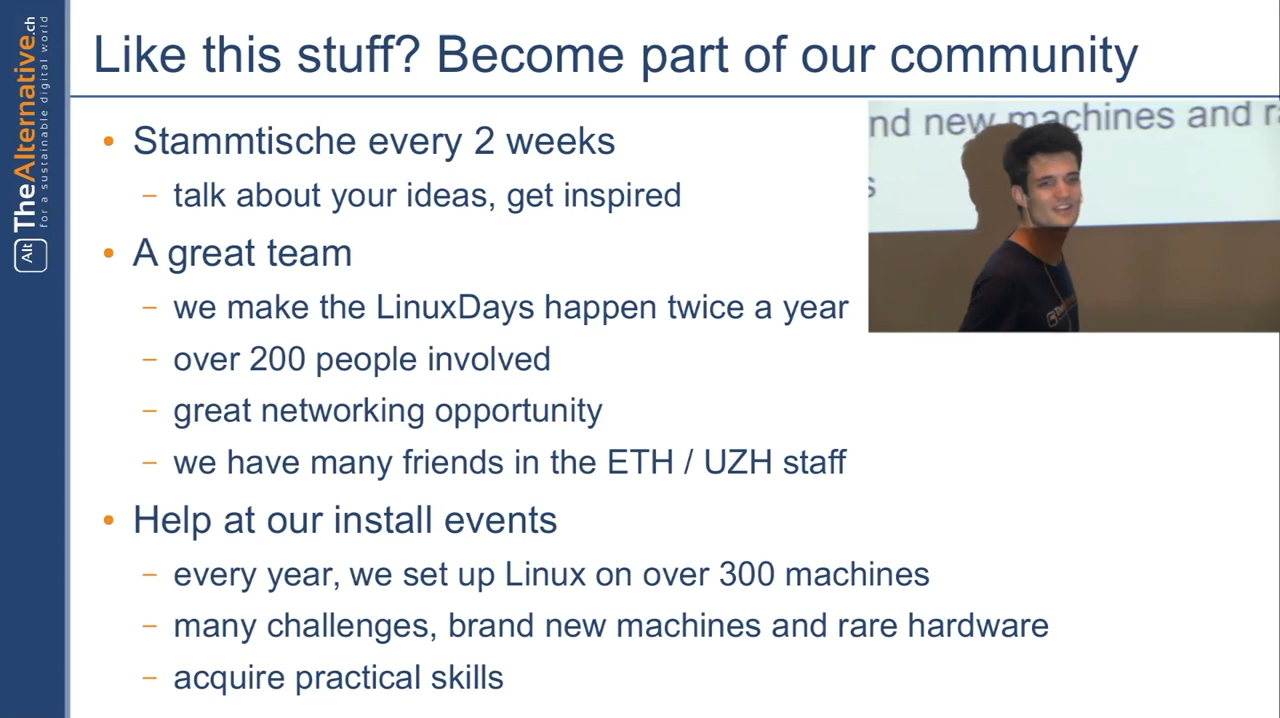 TheAlternative.ch
for a sustainable digital world
Alt
Like this stuff? Become part of our community
• Stammtische every 2 weeks
– talk about your ideas, get inspired
• A great team
– we make the LinuxDays happen twice a year
– over 200 people involved
– great networking opportunity
– we have many friends in the ETH / UZH staff
• Help at our install events
– every year, we set up Linux on over 300 machines
– many challenges, brand new machines and rare hardware
– acquire practical skills
nd new machines and ra
s